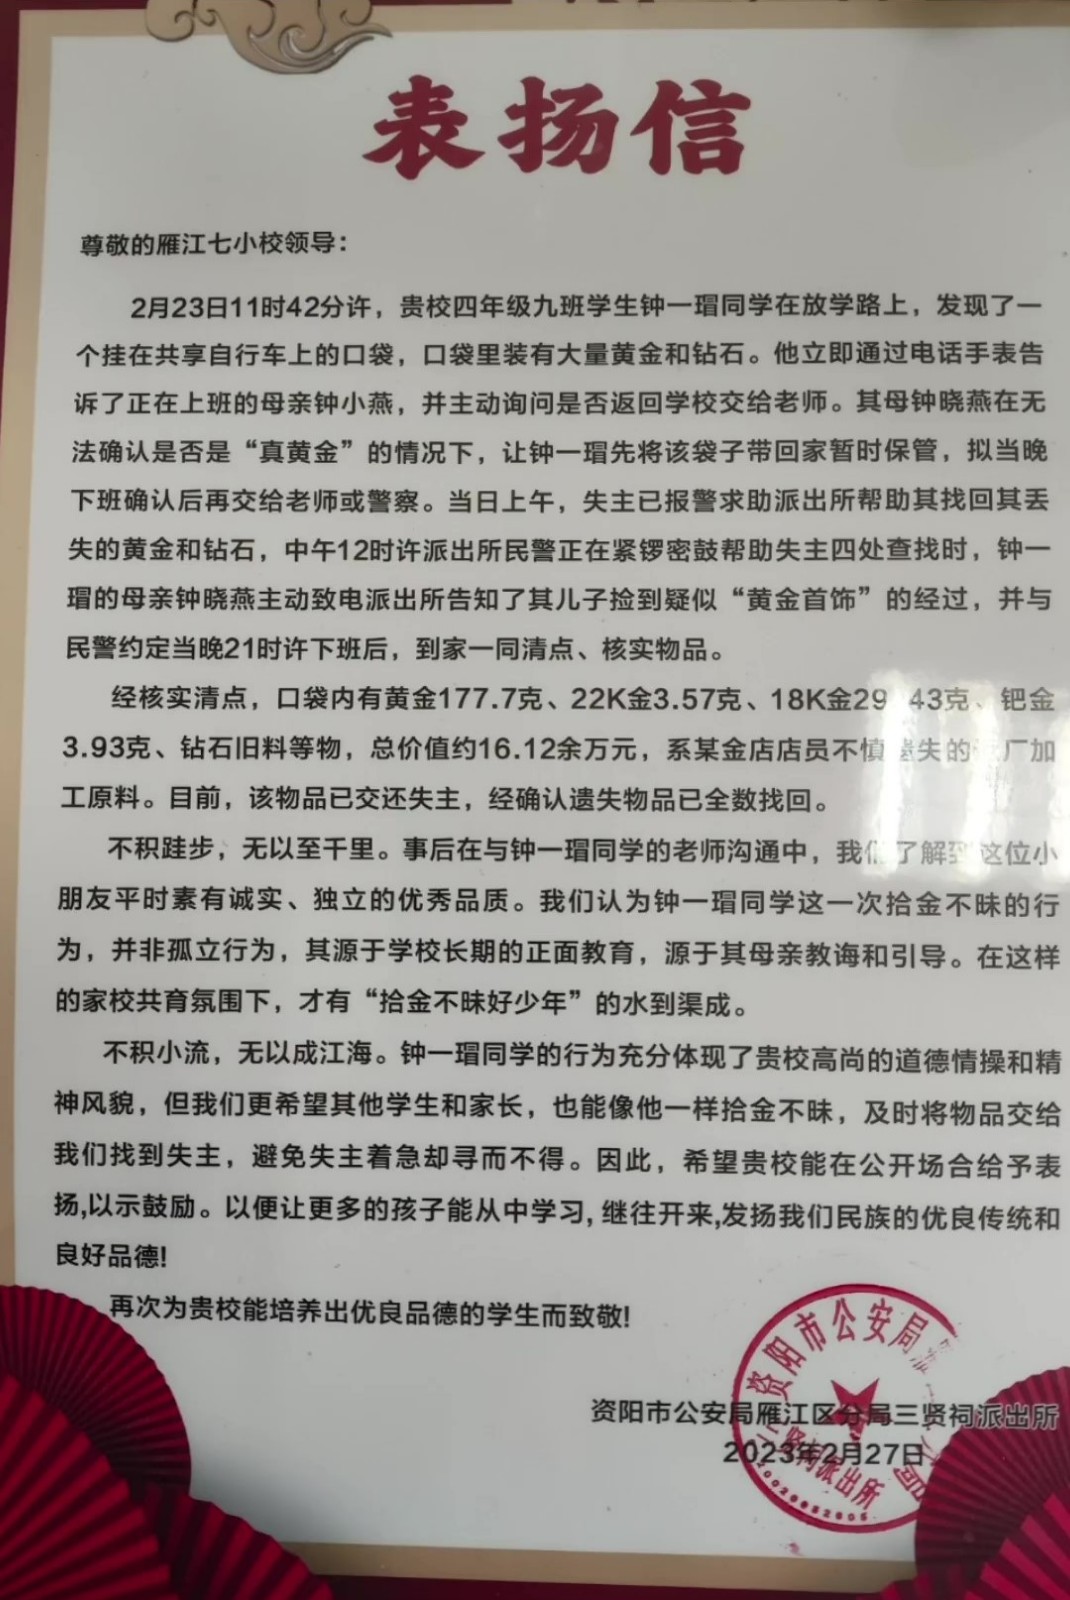 表扬信
尊敬的雁江七小校领导：
2月23日11时42分许，贵校四年级九班学生钟一瑁同学在放学路上，发现了一
个挂在共享自行车上的口袋，口袋里装有大量黄金和钻石。他立即通过电话手表告
诉了正在上班的母亲钟小燕，并主动询问是否返回学校交给老师。其母钟晓燕在无
法确认是否是“真黄金”的情况下，让钟一瑁先将该袋子带回家暂时保管，拟当晚
下班确认后再交给老师或警察。当日上午，失主已报警求助派出所帮助其找回其丢
失的黄金和钻石，中午12时许派出所民警正在紧锣密鼓帮助失主四处查找时，钟一
瑁的母亲钟晓燕主动致电派出所告知了其儿子捡到疑似“黄金首饰”的经过，并与
民警约定当晚21时许下班后，到家一同清点、核实物品。
经核实清点，口袋内有黄金177.7克、22K金3.57克、18K金29 43克、钯金
3.93克、钻石旧料等物，总价值约16.12余万元，系某金店店员不慎遗失的 厂加
工原料。目前，该物品已交还失主，经确认遗失物品已全数找回。
不积跬步，无以至千里。事后在与钟一瑁同学的老师沟通中，我们了解到这位小
朋友平时素有诚实、独立的优秀品质。我们认为钟一瑁同学这一次拾金不昧的行
为，并非孤立行为，其源于学校长期的正面教育，源于其母亲教诲和引导。在这样
的家校共育氛围下，才有“拾金不昧好少年”的水到渠成。
不积小流，无以成江海。钟一瑁同学的行为充分体现了贵校高尚的道德情操和精
神风貌，但我们更希望其他学生和家长，也能像他一样拾金不昧，及时将物品交给
我们找到失主，避免失主着急却寻而不得。因此，希望贵校能在公开场合给予表
扬,以示鼓励。以便让更多的孩子能从中学习, 继往开来,发扬我们民族的优良传统和
良好品德!
再次为贵校能培养出优良品德的学生而致敬!
资阳市公安局雁江区分局三贤祠派出所
2023年2月27日
资阳市公安局
贤祠派出所